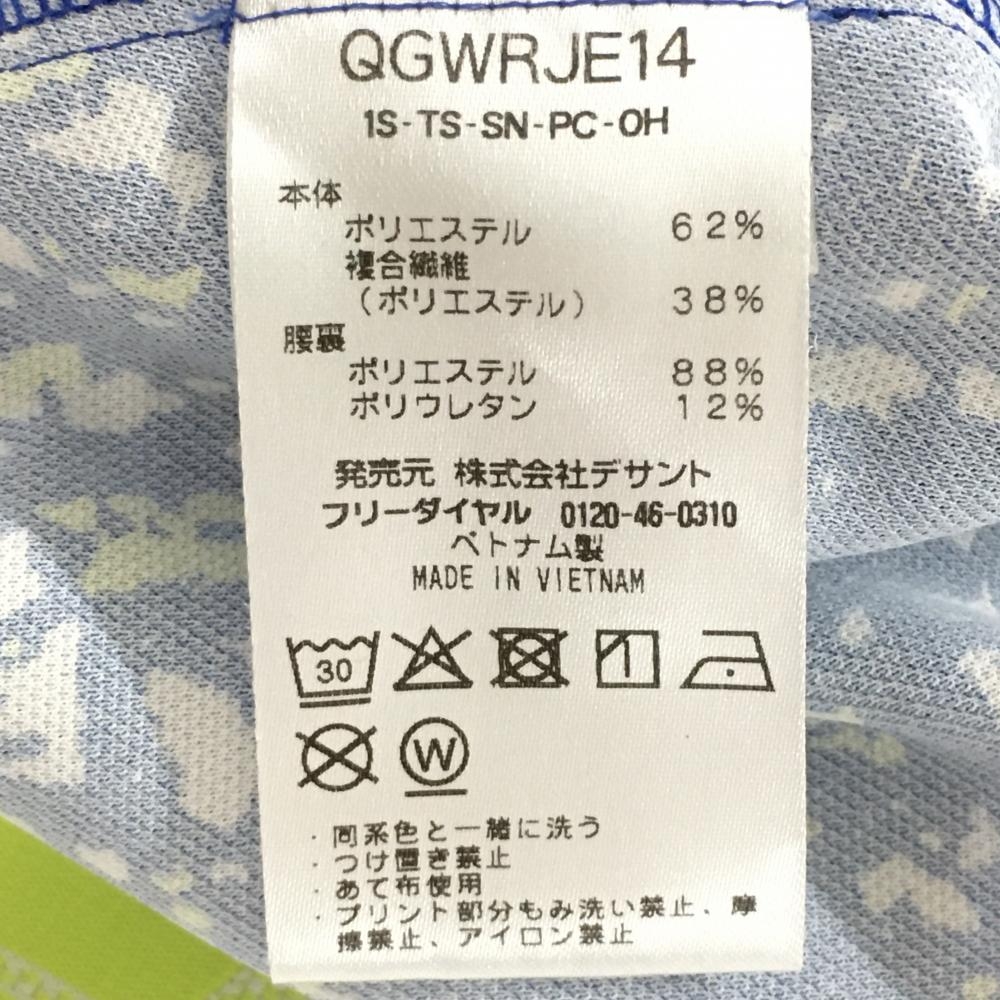 QGWRJE14
1S-TS-SN-PC-OH
本体
ポリエステル 62%
複合繊維
(ポリエステル) 38%
腰裏
ポリエステル 88%
ポリウレタン 12%
発売元 株式会社デサント
フリーダイヤル 0120-46-0310
ベトナム製
MADE IN VIETNAM
30
W
・同系色と一緒に洗う
・つけ置き禁止
・あて布使用
・プリント部分もみ洗い禁止、摩
擦禁止、アイロン禁止